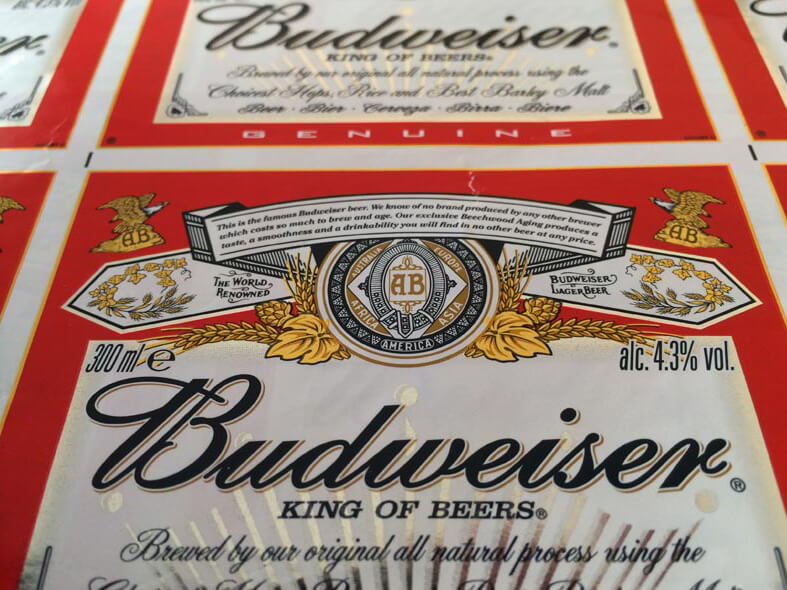 Budweiser®
KING OF BEERS®
Brewed by our original all natural process using the
Choicest Hops, Rice and Best Barley Malt
Beer · Bier · Cerveza · Birra · Biere
GENUINE
This is the famous Budweiser beer. We know of no brand produced by any other brewer
which costs so much to brew and age. Our exclusive Beechwood Aging produces a
taste, a smoothness and a drinkability you will find in no other beer at any price.
AB
AB
THE WORLD
RENOWNED
AUSTRALIA
EUROPE
AFRICA
ASIA
AMERICA
AB
BUDWEISER
LAGER BEER
300 ml e
alc. 4.3% vol.
Budweiser®
KING OF BEERS®
Brewed by our original all natural process using the